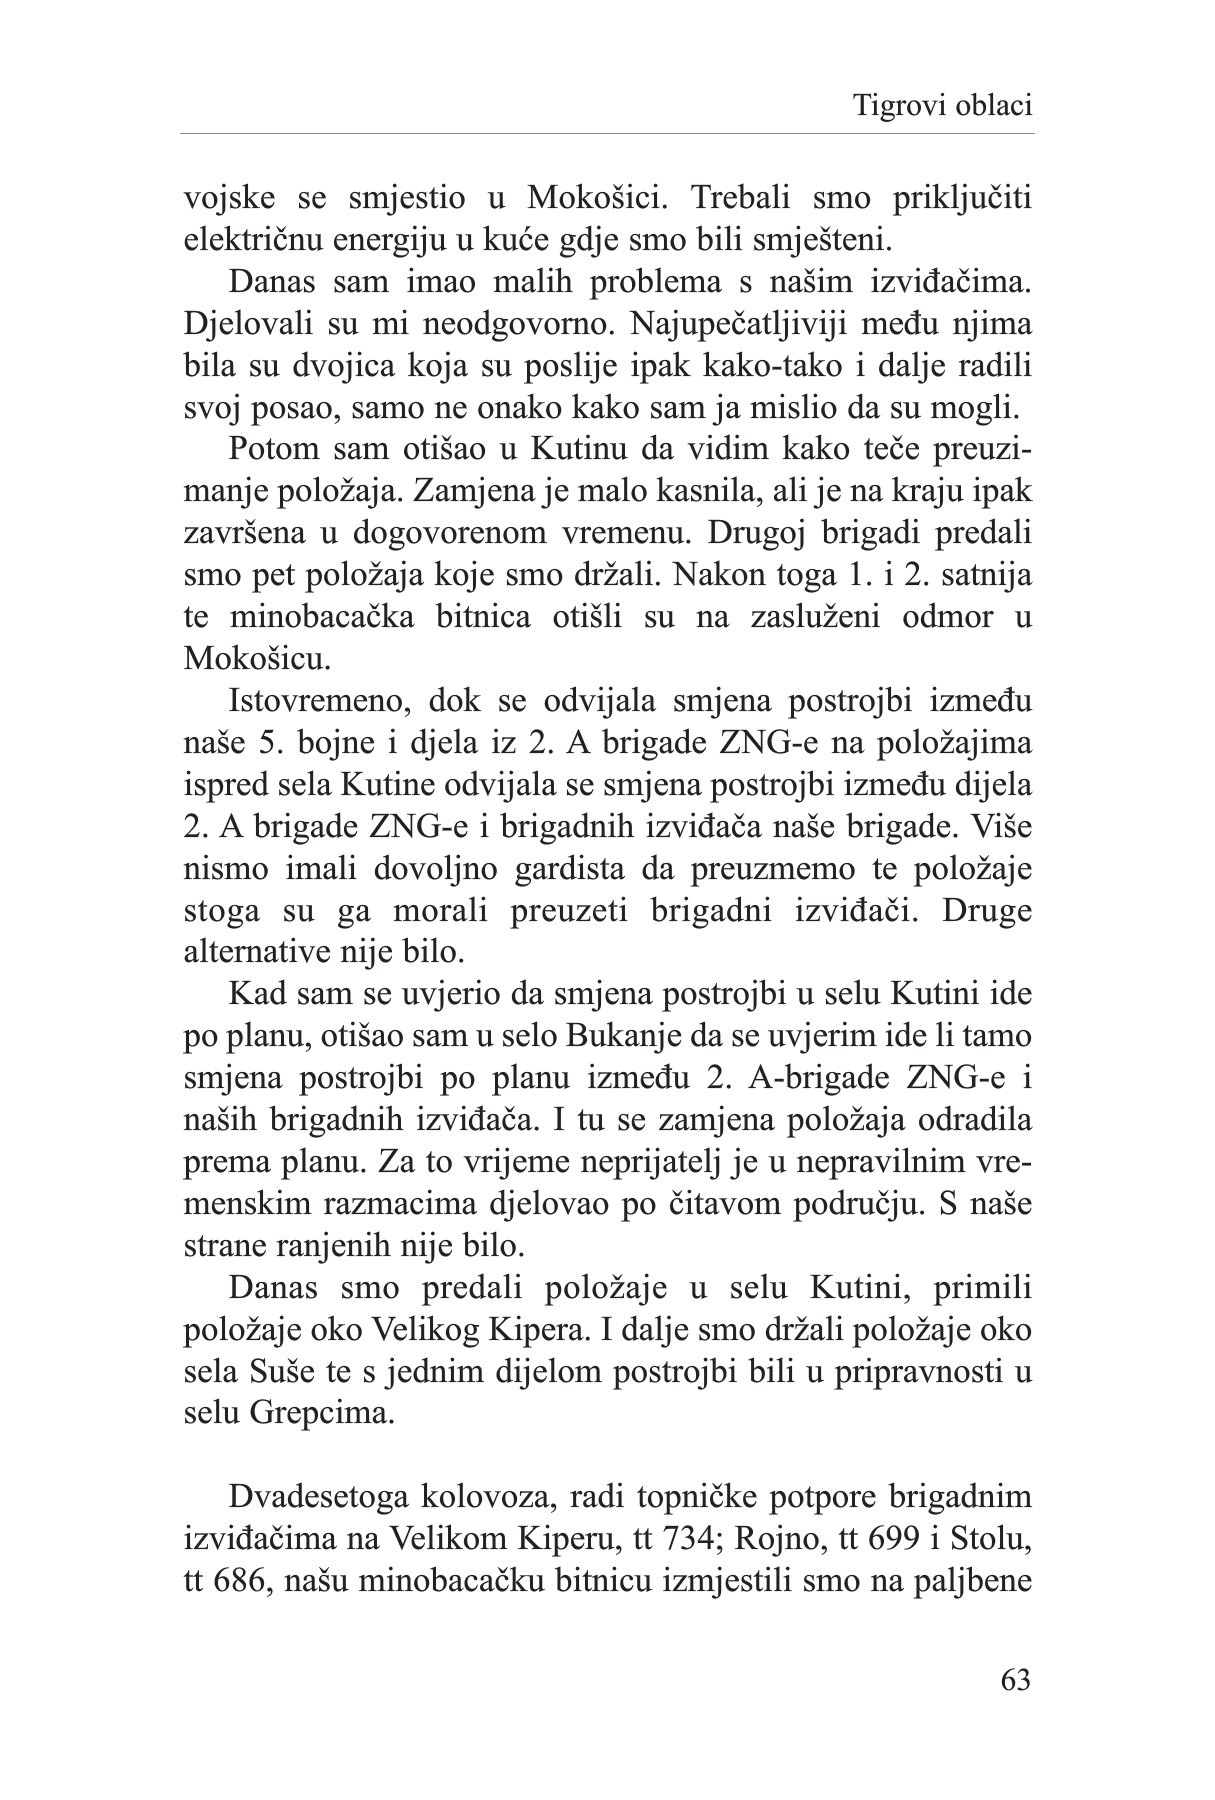 Tigrovi oblaci
vojske se smjestio u Mokošici. Trebali smo priključiti
električnu energiju u kuće gdje smo bili smješteni.
Danas sam imao malih problema s našim izviđačima.
Djelovali su mi neodgovorno. Najupečatljiviji među njima
bila su dvojica koja su poslije ipak kako-tako i dalje radili
svoj posao, samo ne onako kako sam ja mislio da su mogli.
Potom sam otišao u Kutinu da vidim kako teče preuzi-
manje položaja. Zamjena je malo kasnila, ali je na kraju ipak
završena u dogovorenom vremenu. Drugoj brigadi predali
smo pet položaja koje smo držali. Nakon toga 1. i 2. satnija
te minobacačka bitnica otišli su na zasluženi odmor u
Mokošicu.
Istovremeno, dok se odvijala smjena postrojbi između
naše 5. bojne i djela iz 2. A brigade ZNG-e na položajima
ispred sela Kutine odvijala se smjena postrojbi između dijela
2. A brigade ZNG-e i brigadnih izviđača naše brigade. Više
nismo imali dovoljno gardista da preuzmemo te položaje
stoga su ga morali preuzeti brigadni izviđači. Druge
alternative nije bilo.
Kad sam se uvjerio da smjena postrojbi u selu Kutini ide
po planu, otišao sam u selo Bukanje da se uvjerim ide li tamo
smjena postrojbi po planu između 2. A-brigade ZNG-e i
naših brigadnih izviđača. I tu se zamjena položaja odradila
prema planu. Za to vrijeme neprijatelj je u nepravilnim vre-
menskim razmacima djelovao po čitavom području. S naše
strane ranjenih nije bilo.
Danas smo predali položaje u selu Kutini, primili
položaje oko Velikog Kipera. I dalje smo držali položaje oko
sela Suše te s jednim dijelom postrojbi bili u pripravnosti u
selu Grepcima.
Dvadesetoga kolovoza, radi topničke potpore brigadnim
izviđačima na Velikom Kiperu, tt 734; Rojno, tt 699 i Stolu,
tt 686, našu minobacačku bitnicu izmjestili smo na paljbene
63